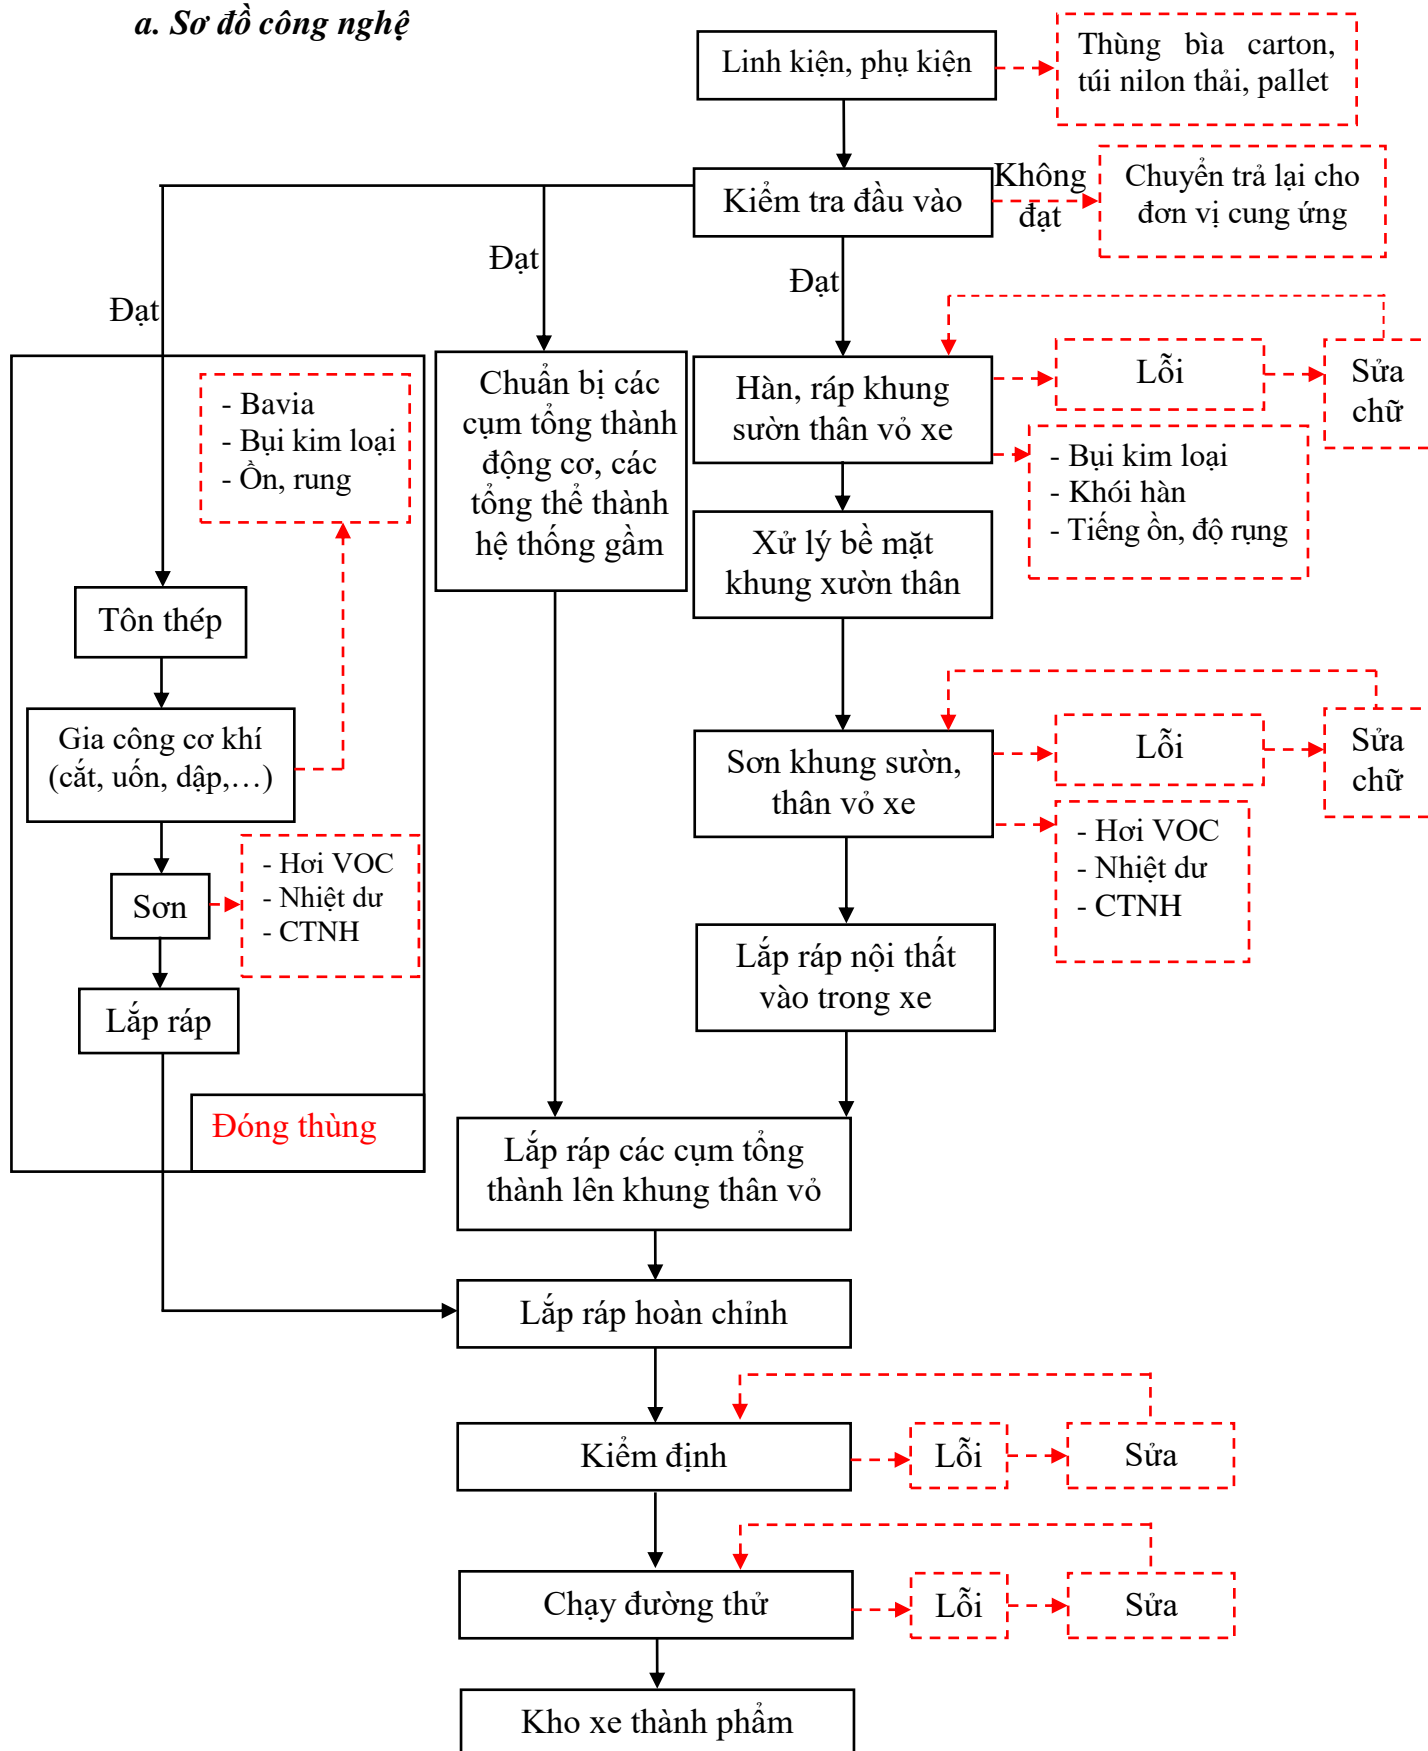 a. Sơ đồ công nghệ
Linh kiện, phụ kiện
Thùng bìa carton,
túi nilon thải, pallet
Kiểm tra đầu vào
Không
đạt
Chuyển trả lại cho
đơn vị cung ứng
Đạt
Đạt
Đạt
- Bavia
- Bụi kim loại
- Ồn, rung
Chuẩn bị các
cụm tổng thành
động cơ, các
tổng thể thành
hệ thống gầm
Hàn, ráp khung
sườn thân vỏ xe
Lỗi
Sửa
chữ
- Bụi kim loại
- Khói hàn
- Tiếng ồn, độ rụng
Xử lý bề mặt
khung xườn thân
Tôn thép
Gia công cơ khí
(cắt, uốn, dập,…)
Sơn khung sườn,
thân vỏ xe
Lỗi
Sửa
chữ
- Hơi VOC
- Nhiệt dư
- CTNH
Sơn
- Hơi VOC
- Nhiệt dư
- CTNH
Lắp ráp nội thất
vào trong xe
Lắp ráp
Đóng thùng
Lắp ráp các cụm tổng
thành lên khung thân vỏ
Lắp ráp hoàn chỉnh
Kiểm định
Lỗi
Sửa
Chạy đường thử
Lỗi
Sửa
Kho xe thành phẩm